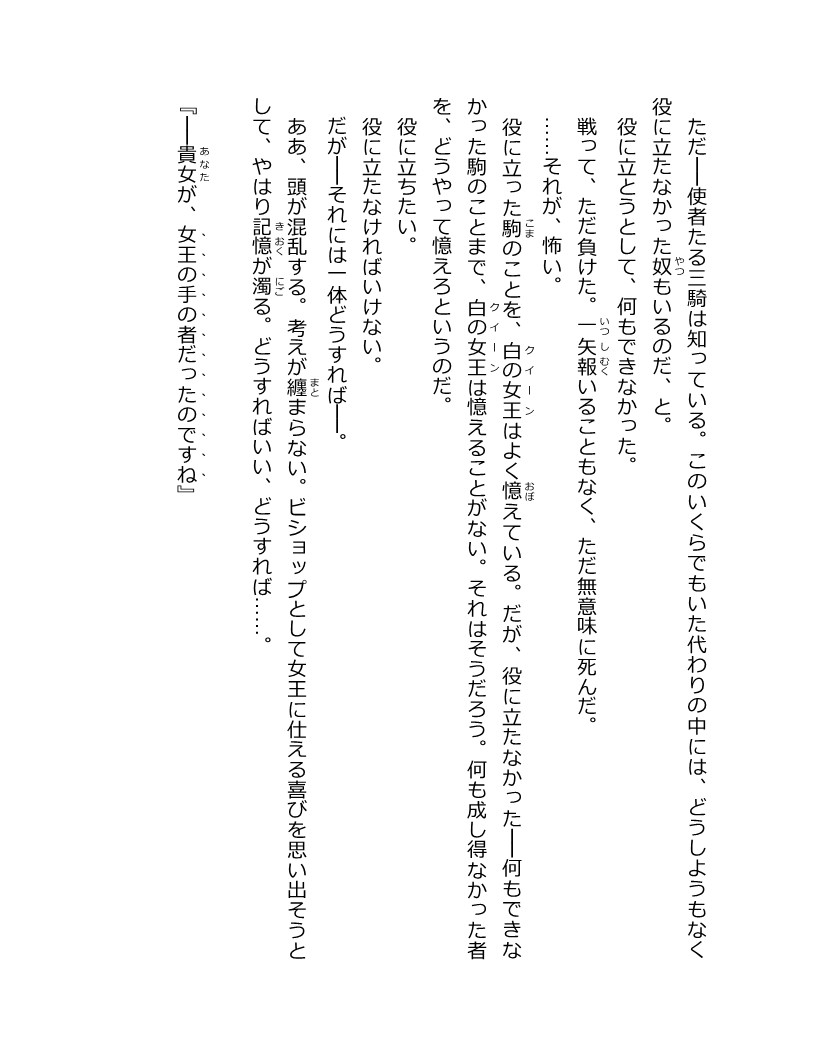 ただ――使者たる三騎は知っている。このいくらでもいた代わりの中には、どうしようもなく
役に立たなかった奴もいるのだ、と。
役に立とうとして、何もできなかった。
戦って、ただ負けた。一矢報いることもなく、ただ無意味に死んだ。
……それが、怖い。
役に立った駒のことを、白の女王はよく憶えている。だが、役に立たなかった――何もできな
かった駒のことまで、白の女王は憶えることがない。それはそうだろう。何も成し得なかった者
を、どうやって憶えろというのだ。
役に立ちたい。
役に立たなければいけない。
だが――それには一体どうすれば――。
ああ、頭が混乱する。考えが纏まらない。ビショップとして女王に仕える喜びを思い出そうと
して、やはり記憶が濁る。どうすればいい、どうすれば……。
『――貴女が、女王の手の者だったのですね』